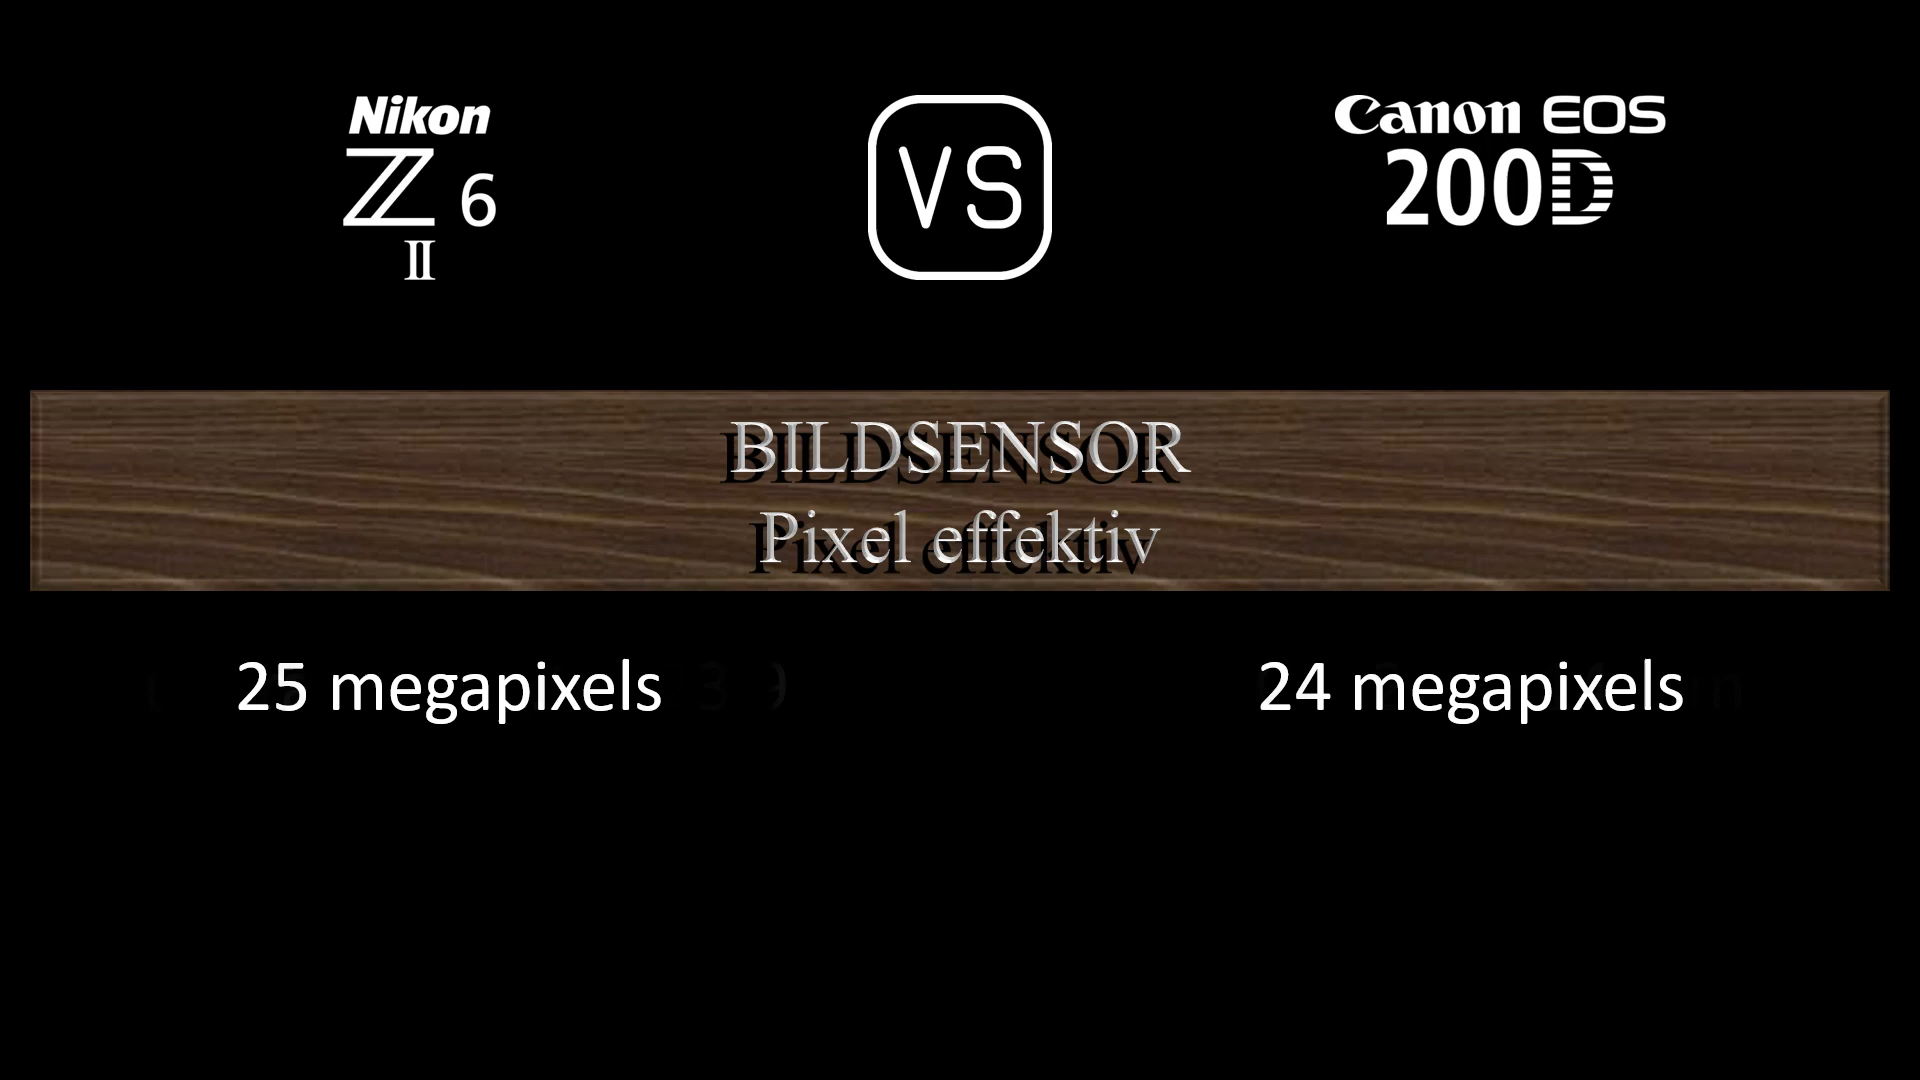 Nikon
Z 6
II
VS
Canon EOS
200D
BILDSENSOR
Pixel effektiv
25 megapixels
24 megapixels